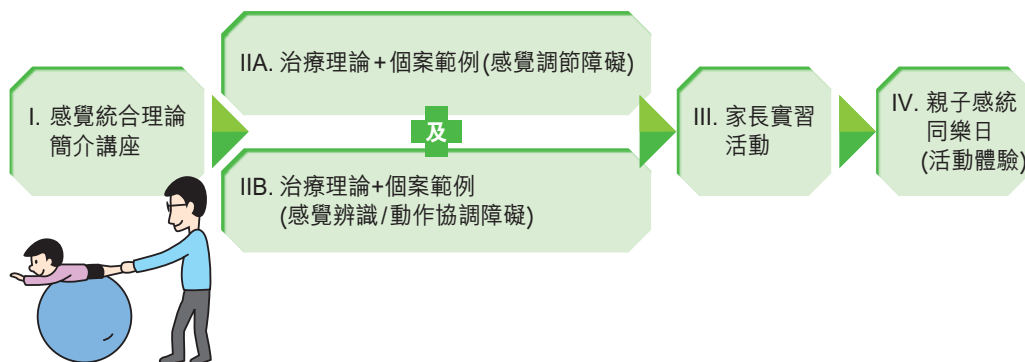 I. 感覺統合理論
簡介講座
IIA. 治療理論+個案範例(感覺調節障礙)
及
IIB. 治療理論+個案範例
(感覺辨識/動作協調障礙)
III. 家長實習
活動
IV. 親子感統
同樂日
(活動體驗)